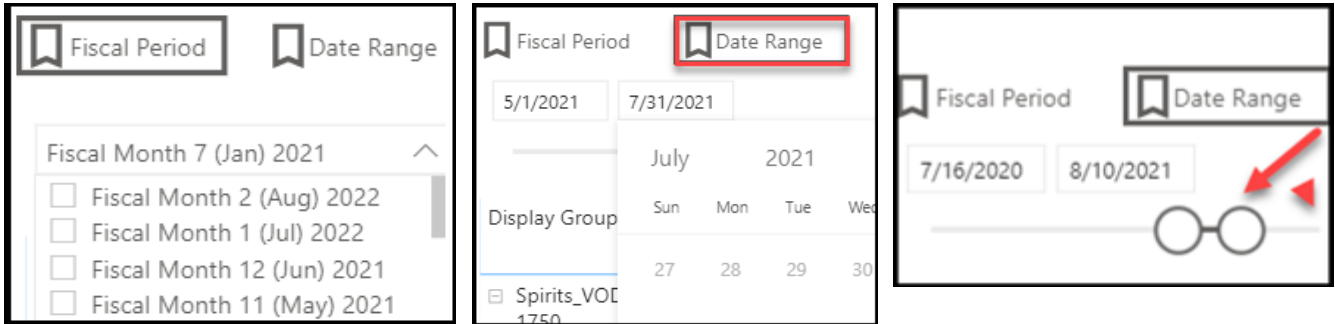 Fiscal Period Date Range
Fiscal Month 7 (Jan) 2021
Fiscal Month 2 (Aug) 2022
Fiscal Month 1 (Jul) 2022
Fiscal Month 12 (Jun) 2021
Fiscal Month 11 (May) 2021
Fiscal Period Date Range
5/1/2021 7/31/2021
July 2021
Sun Mon Tue Wed
27 28 29 30
Display Group
Spirits_VOD
1750
Fiscal Period Date Range
7/16/2020 8/10/2021